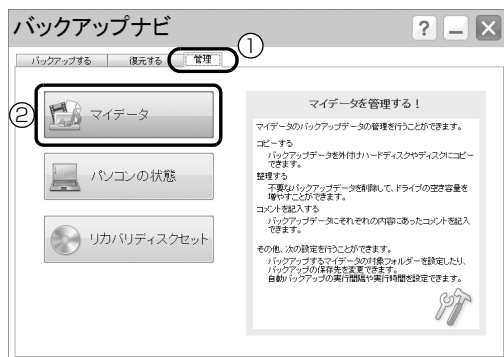 バックアップナビ
? – ×
①
バックアップする 復元する 管理
②
マイデータ
パソコンの状態
リカバリディスクセット
マイデータを管理する！
マイデータのバックアップデータの管理を行うことができます。
コピーする
バックアップデータを外付けハードディスクやディスクにコピー
できます。
整理する
不要なバックアップデータを削除して、ドライブの空き容量を
増やすことができます。
コメントを記入する
バックアップデータにそれぞれの内容にあったコメントを記入
できます。
その他、次の設定を行うことができます。
バックアップするマイデータの対象フォルダーを設定したり、
バックアップの保存先を変更できます。
自動バックアップの実行間隔や実行時間を設定できます。